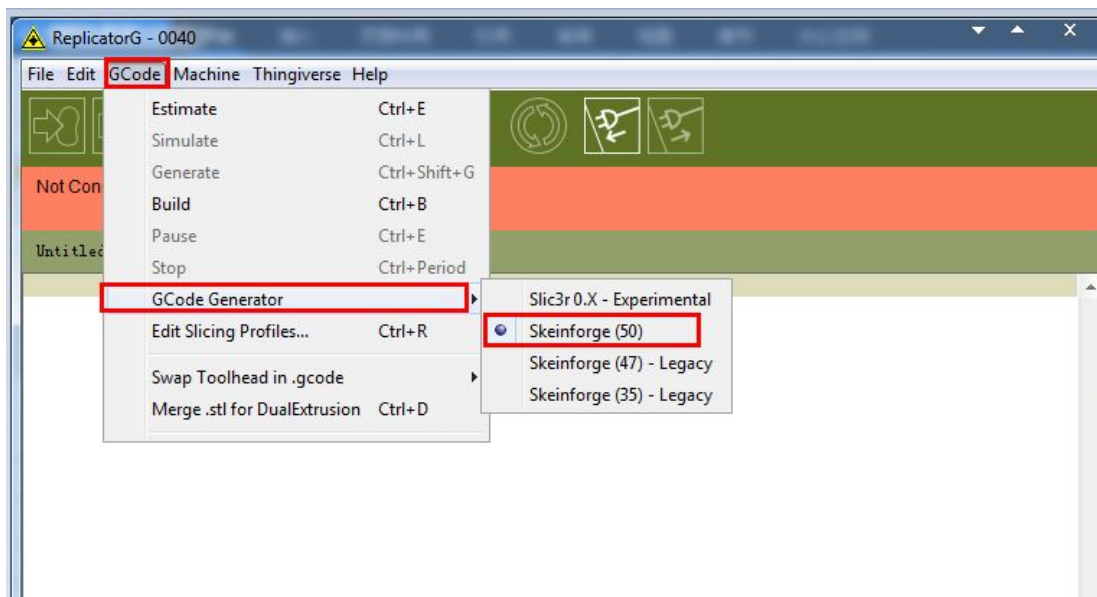 ReplicatorG - 0040
X
File Edit GCode Machine Thingiverse Help
Estimate Ctrl+E
Simulate Ctrl+L
Generate Ctrl+Shift+G
Not Con
Build Ctrl+B
Pause Ctrl+E
Untitled
Stop Ctrl+Period
GCode Generator
Slic3r 0.X - Experimental
Edit Slicing Profiles... Ctrl+R
Skeinforge (50)
Skeinforge (47) - Legacy
Swap Toolhead in .gcode
Skeinforge (35) - Legacy
Merge .stl for DualExtrusion Ctrl+D